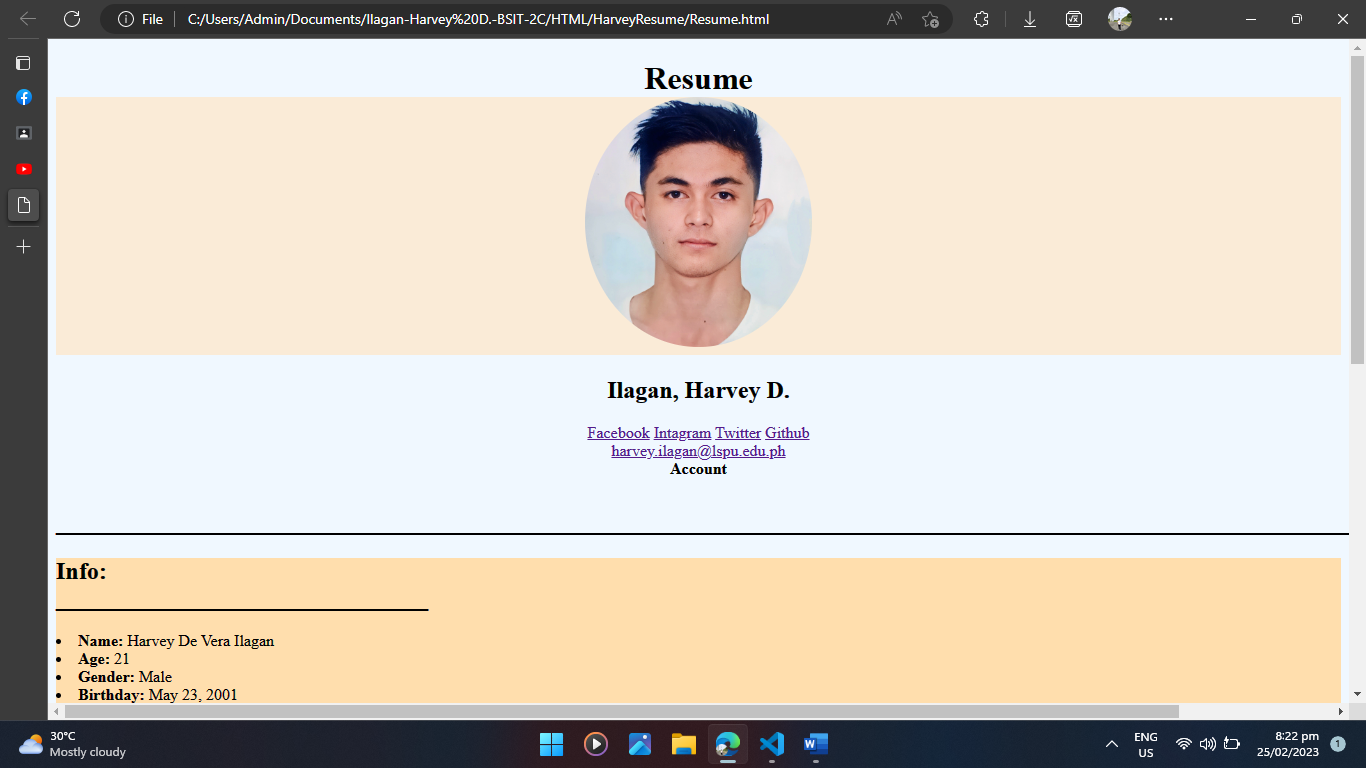 File C:/Users/Admin/Documents/Ilagan-Harvey%20D.-BSIT-2C/HTML/HarveyResume/Resume.html
Resume
Ilagan, Harvey D.
Facebook Intagram Twitter Github
harvey.ilagan@lspu.edu.ph
Account
Info:
Name: Harvey De Vera Ilagan
Age: 21
Gender: Male
Birthday: May 23, 2001
30°C
Mostly cloudy
ENG
US
8:22 pm
25/02/2023
1